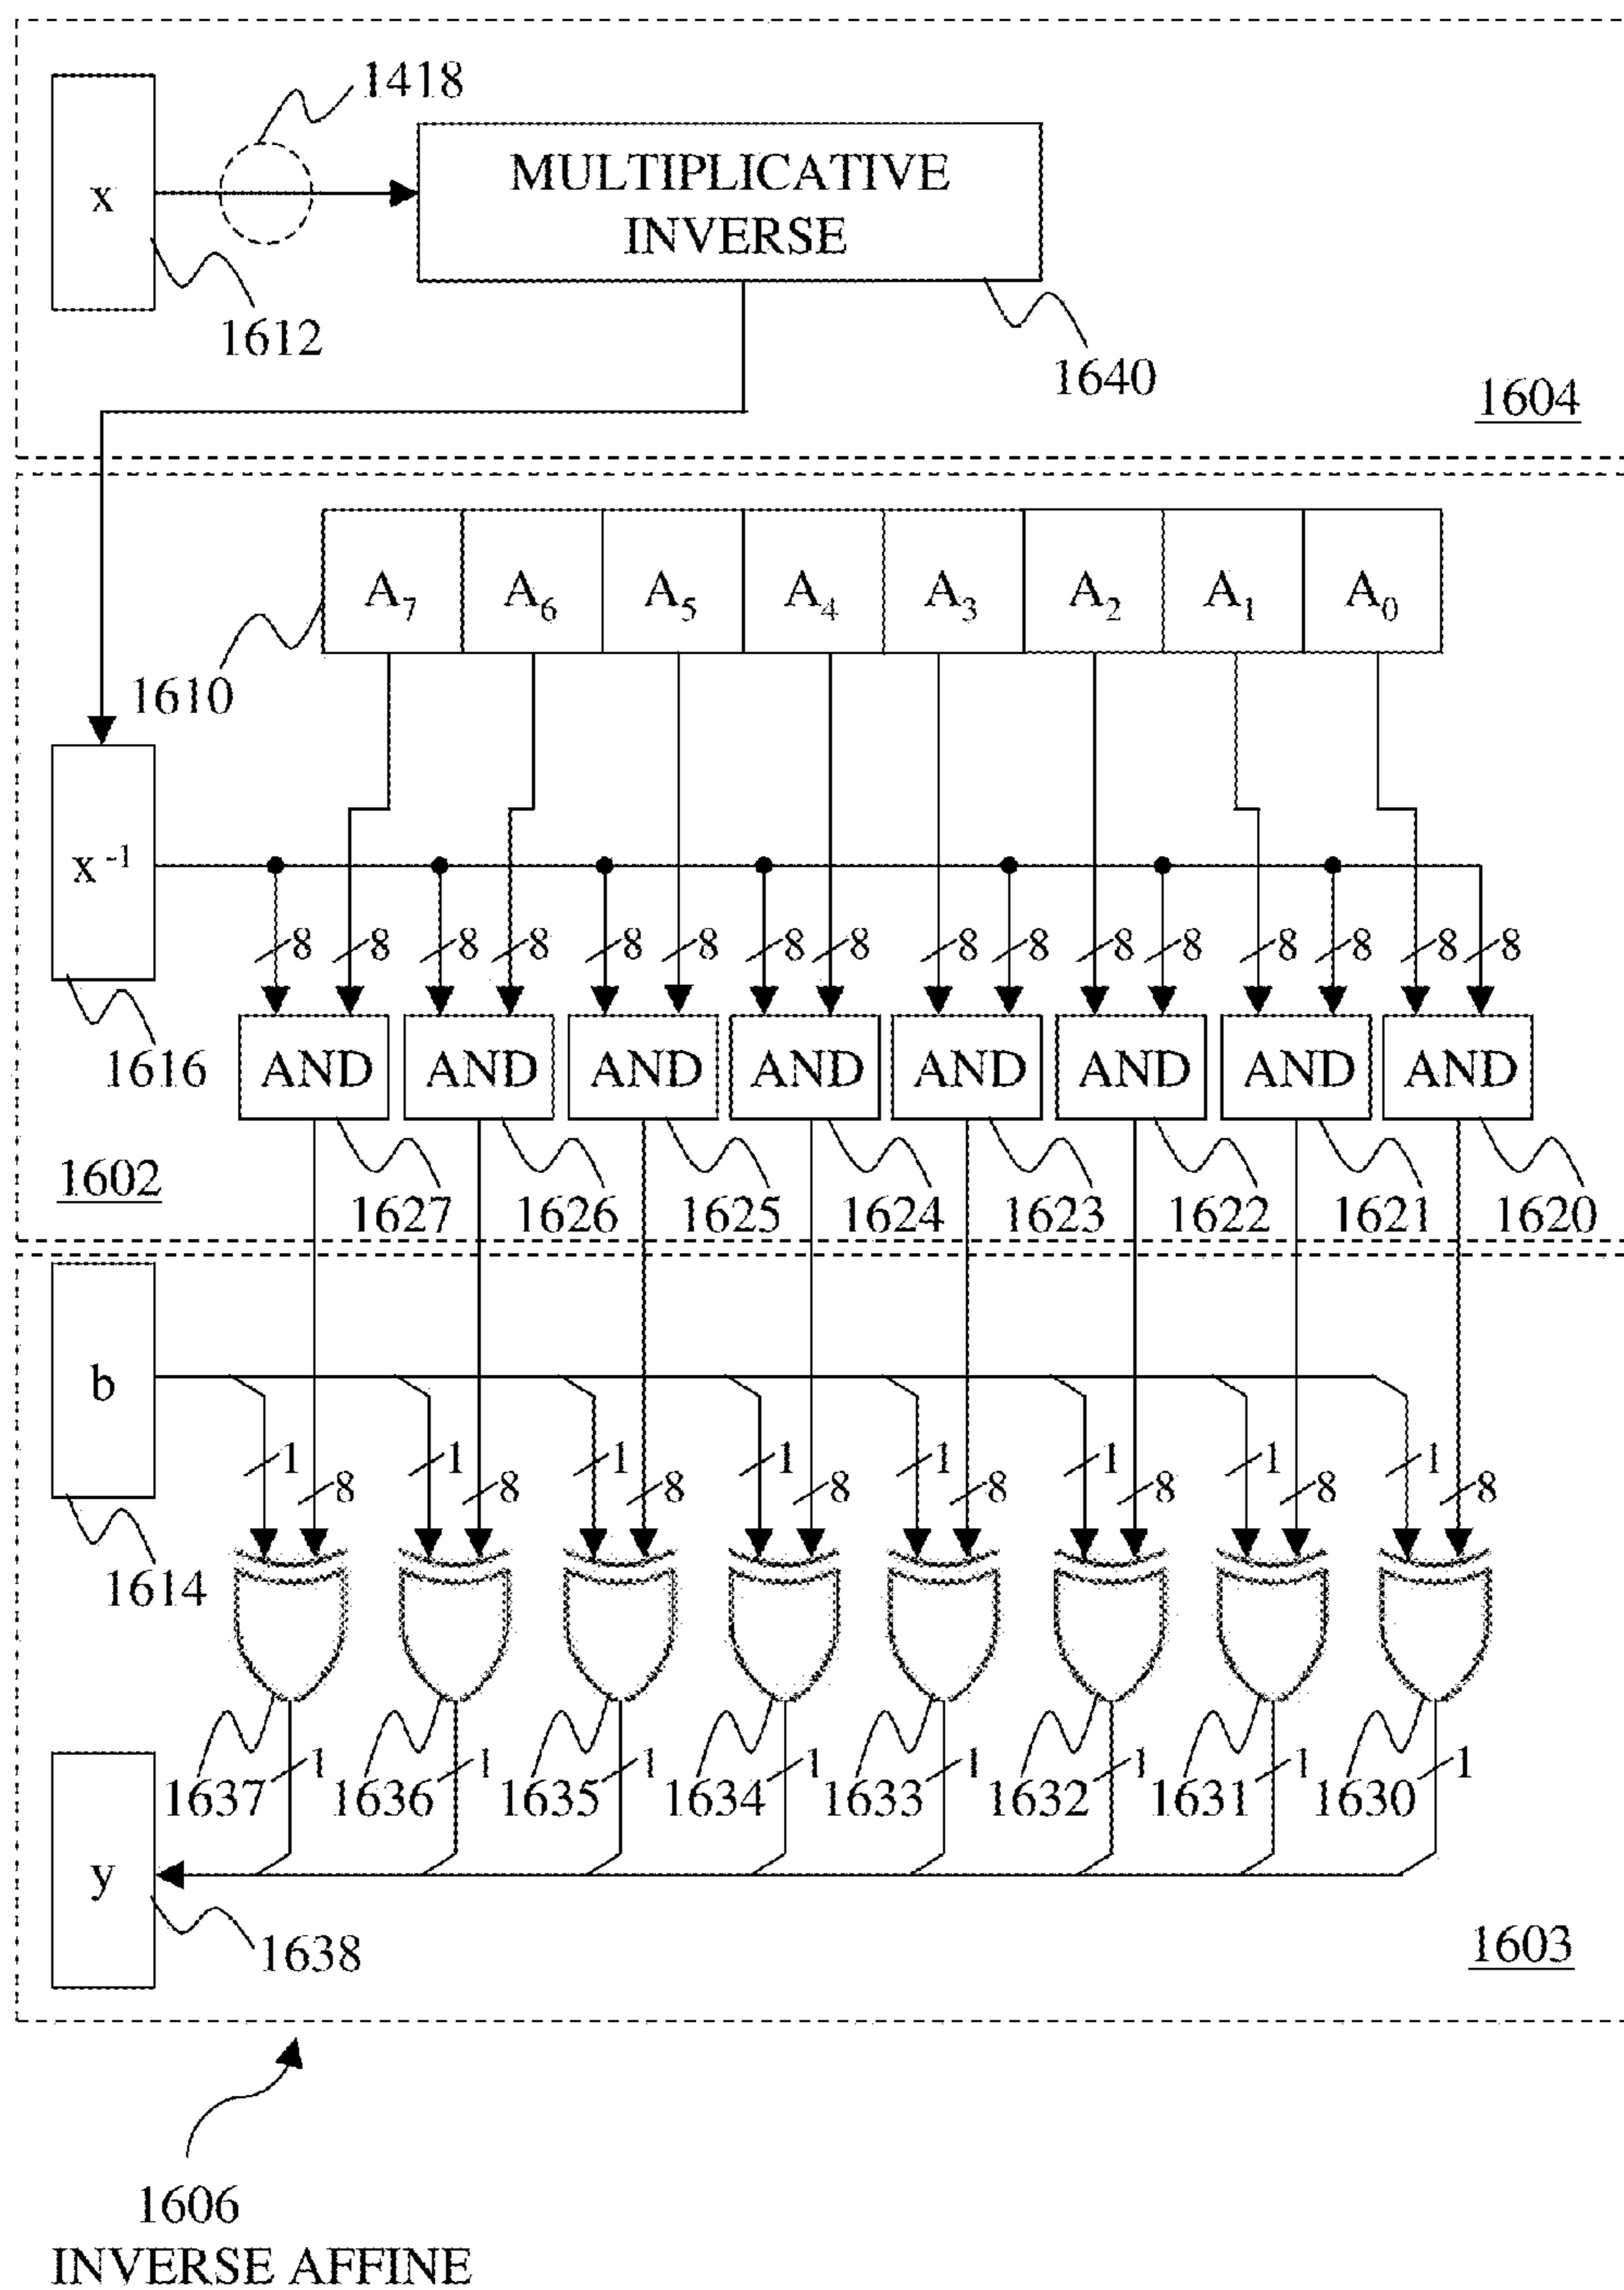 1418
x
MULTIPLICATIVE
INVERSE
1612
1640
1604
A7 A6 A5 A4 A3 A2 A1 A0
1610
x-1
8 8 8 8 8 8 8 8 8 8 8 8 8 8 8 8
AND AND AND AND AND AND AND AND
1616
1602
1627 1626 1625 1624 1623 1622 1621 1620
b
1 1 1 1 1 1 1 1
8 8 8 8 8 8 8 8
1614
1 1 1 1 1 1 1 1
1637 1636 1635 1634 1633 1632 1631 1630
y
1638
1603
1606
INVERSE AFFINE